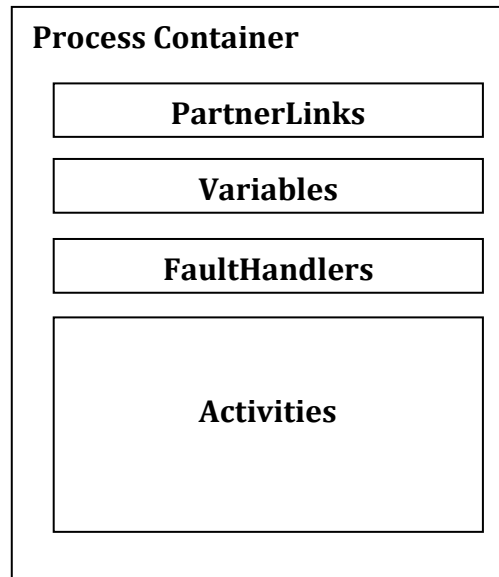 Process Container
PartnerLinks
Variables
FaultHandlers
Activities